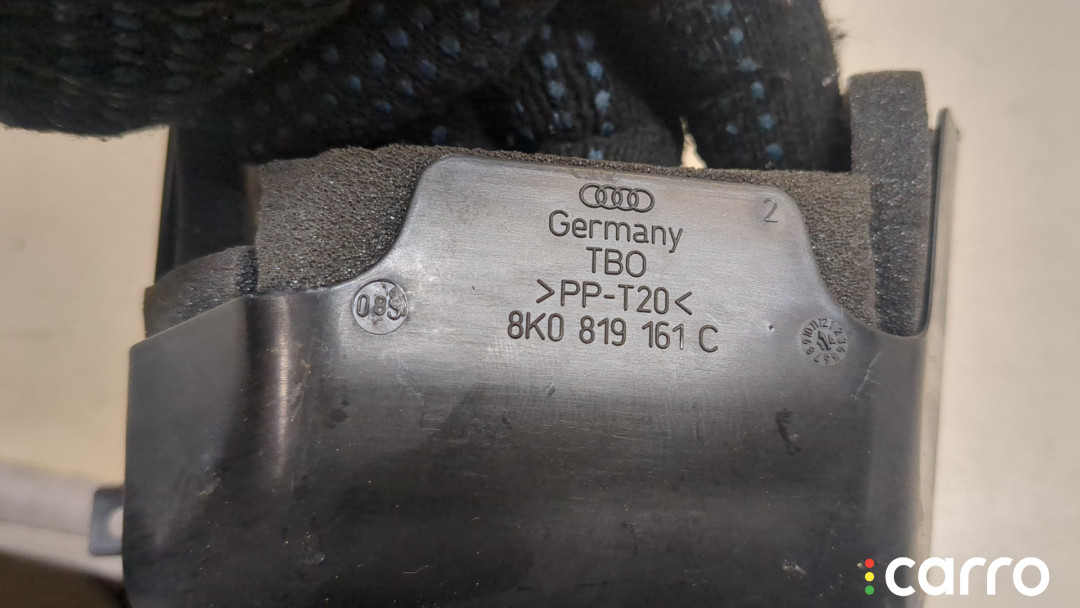 2
Germany
TBO
>PP-T20<
8K0 819 161 C
08
carro